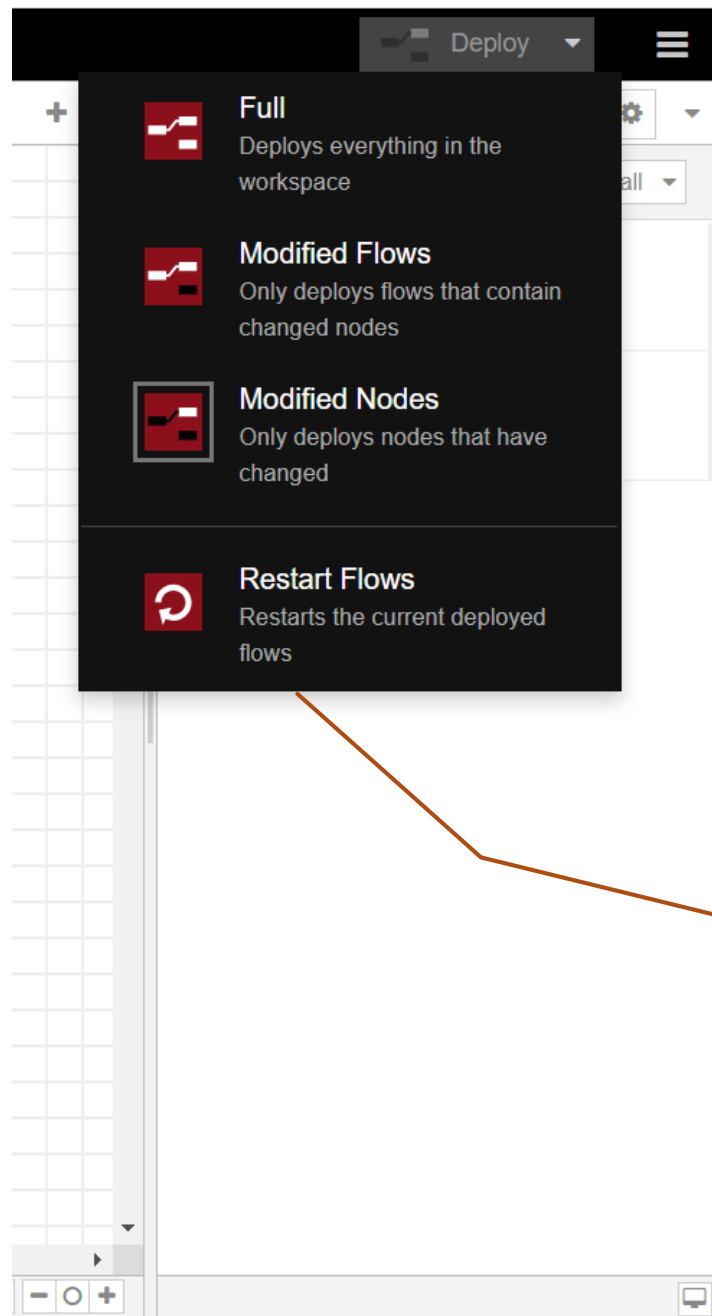 Deploy
Full
Deploys everything in the
workspace
all
Modified Flows
Only deploys flows that contain
changed nodes
Modified Nodes
Only deploys nodes that have
changed
Restart Flows
Restarts the current deployed
flows